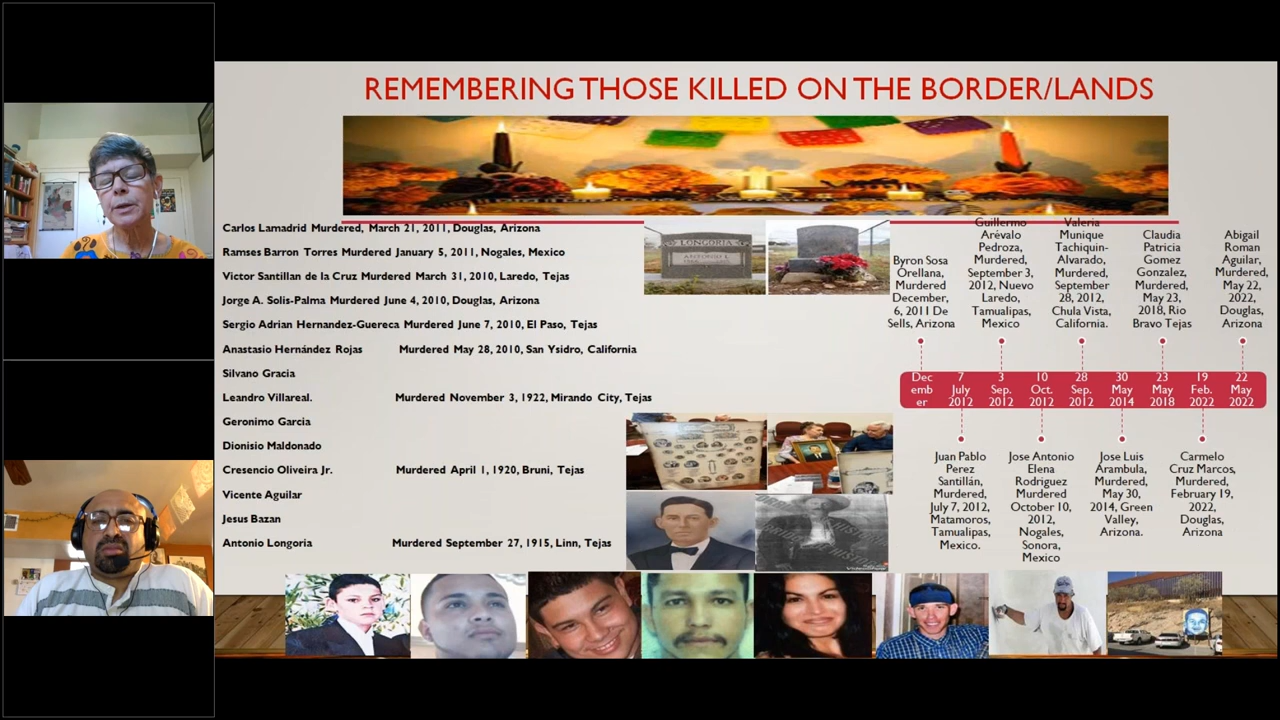 REMEMBERING THOSE KILLED ON THE BORDER/LANDS
Carlos Lamadrid Murdered, March 21, 2011, Douglas, Arizona
Ramses Barron Torres Murdered January 5, 2011, Nogales, Mexico
Victor Santillan de la Cruz Murdered March 31, 2010, Laredo, Tejas
Jorge A. Solis-Palma Murdered June 4, 2010, Douglas, Arizona
Sergio Adrian Hernandez-Guereca Murdered June 7, 2010, El Paso, Tejas
Anastasio Hernández Rojas Murdered May 28, 2010, San Ysidro, California
Silvano Gracia
Leandro Villareal. Murdered November 3, 1922, Mirando City, Tejas
Geronimo Garcia
Dionisio Maldonado
Cresencio Oliveira Jr. Murdered April 1, 1920, Bruni, Tejas
Vicente Aguilar
Jesus Bazan
Antonio Longoria Murdered September 27, 1915, Linn, Tejas
LONGORIA
ANTONIO L
Byron Sosa
Orellana,
Murdered
December,
6, 2011 De
Sells, Arizona
Guillermo
Arévalo
Pedroza,
Murdered,
September 3,
2012, Nuevo
Laredo,
Tamaulipas,
Mexico
Valeria
Munique
Tachiquin-
Alvarado,
Murdered,
September
28, 2012,
Chula Vista,
California.
Claudia
Patricia
Gomez
Gonzalez,
Murdered,
May 23,
2018, Rio
Bravo Tejas
Abigail
Roman
Aguilar,
Murdered,
May 22,
2022,
Douglas,
Arizona
Dec
emb
er
7
July
2012
3
Sep.
2012
10
Oct.
2012
28
Sep.
2012
30
May
2014
23
May
2018
19
Feb.
2022
22
May
2022
Juan Pablo
Perez
Santillán,
Murdered,
July 7, 2012,
Matamoros,
Tamaulipas,
Mexico.
Jose Antonio
Elena
Rodriguez
Murdered
October 10,
2012,
Nogales,
Sonora,
Mexico
Jose Luis
Arambula,
Murdered,
May 30,
2014, Green
Valley,
Arizona.
Carmelo
Cruz Marcos,
Murdered,
February 19,
2022,
Douglas,
Arizona